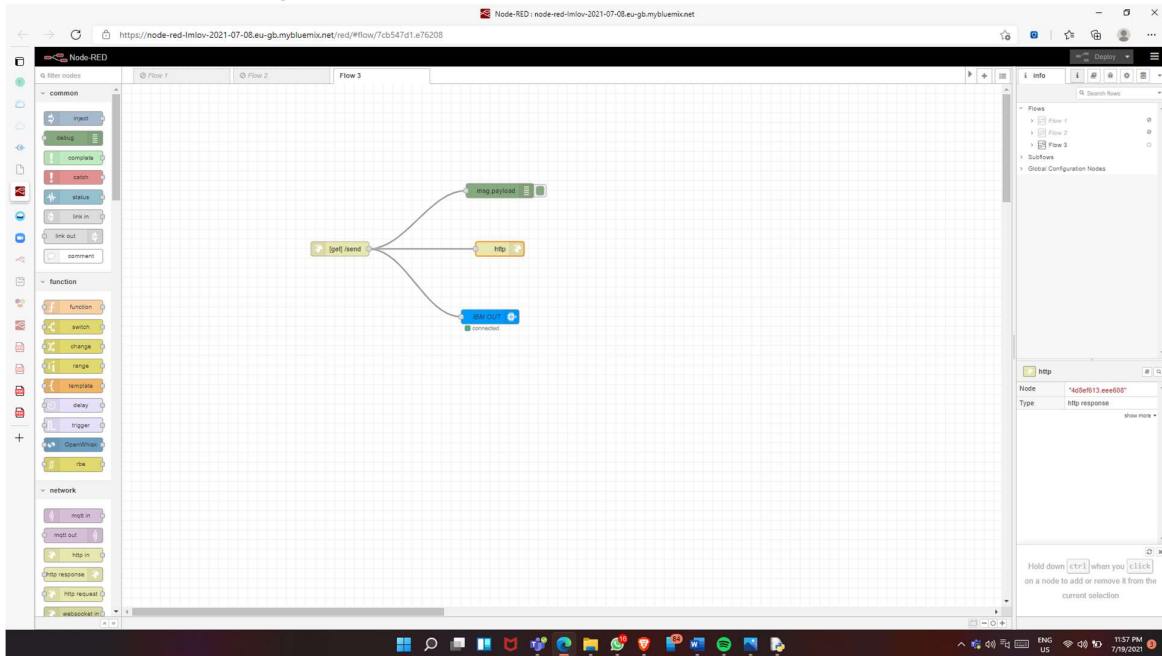 Node-RED : node-red-lmlov-2021-07-08.eu-gb.mybluemix.net
https://node-red-lmlov-2021-07-08.eu-gb.mybluemix.net/red/#flow/7cb547d1.e76208
Node-RED
Deploy
filter nodes
Flow 1
Flow 2
Flow 3
info
Search flows
common
inject
debug
complete
catch
status
link in
link out
comment
function
function
switch
change
range
template
delay
trigger
OpenWhisk
rbe
network
mqtt in
mqtt out
http in
http response
http request
websocket in
[get] /send
msg.payload
http
IBM OUT
connected
Flows
Flow 1
Flow 2
Flow 3
Subflows
Global Configuration Nodes
http
Node "4d8ef613.eee608"
Type http response
show more
Hold down ctrl when you click
on a node to add or remove it from the
current selection
10
84
ENG
US
11:57 PM
7/19/2021
3